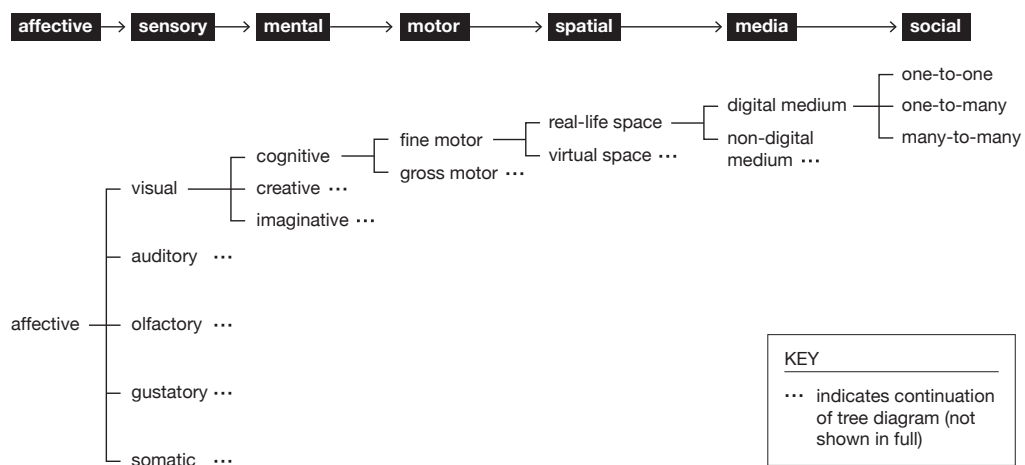 affective sensory mental motor spatial media social
one-to-one
digital medium one-to-many
real-life space non-digital many-to-many
fine motor virtual space ... medium ...
cognitive gross motor ...
visual creative ...
imaginative ...
auditory ...
affective olfactory ...
gustatory ...
somatic ...
KEY
... indicates continuation
of tree diagram (not
shown in full)